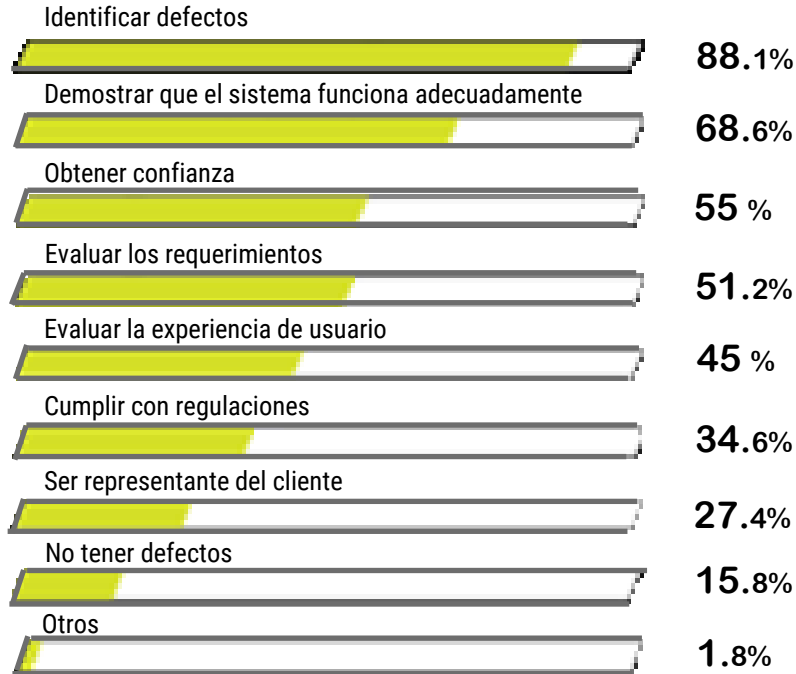 Identificar defectos
88.1%
Demostrar que el sistema funciona adecuadamente
68.6%
Obtener confianza
55 %
Evaluar los requerimientos
51.2%
Evaluar la experiencia de usuario
45 %
Cumplir con regulaciones
34.6%
Ser representante del cliente
27.4%
No tener defectos
15.8%
Otros
1.8%